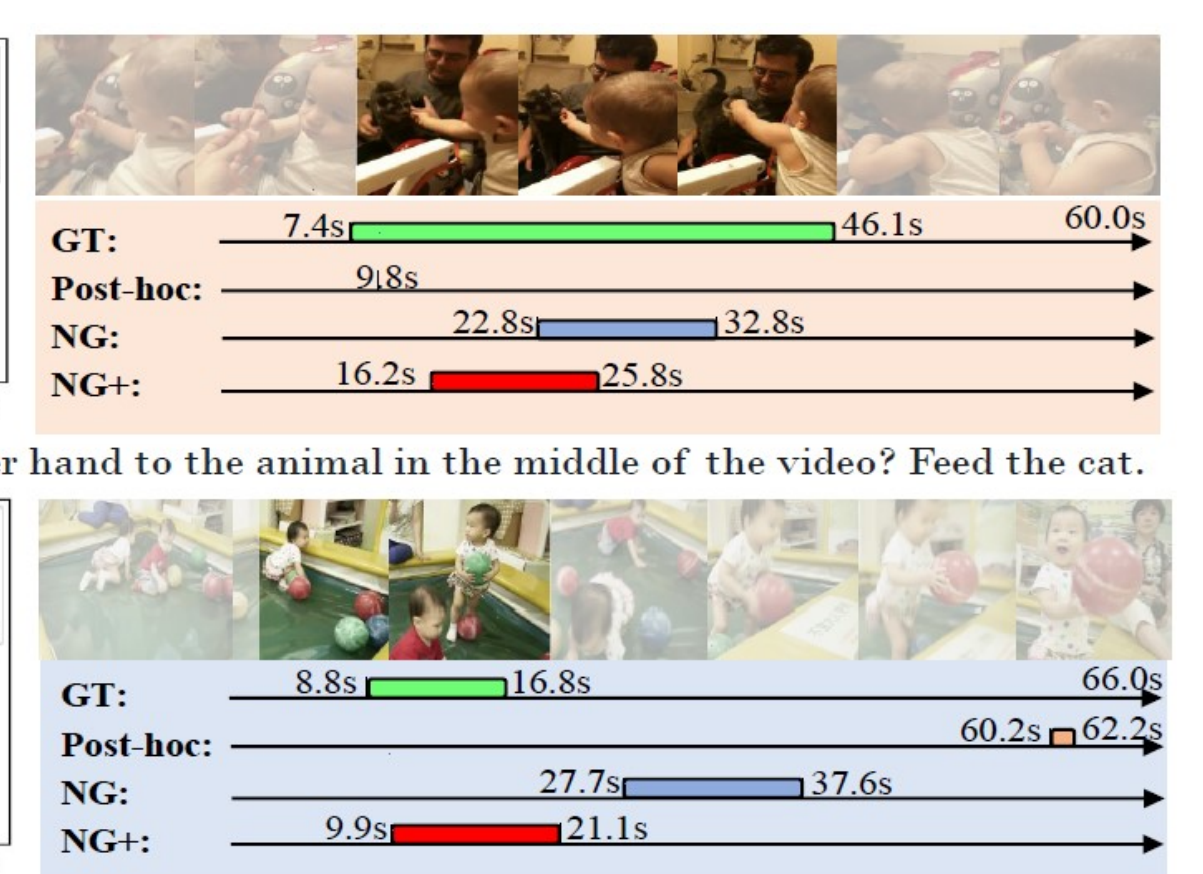 GT: 7.4s 46.1s 60.0s
Post-hoc: 9.8s
NG: 22.8s 32.8s
NG+: 16.2s 25.8s
hand to the animal in the middle of the video? Feed the cat.
GT: 8.8s 16.8s 66.0s
Post-hoc: 60.2s 62.2s
NG: 27.7s 37.6s
NG+: 9.9s 21.1s